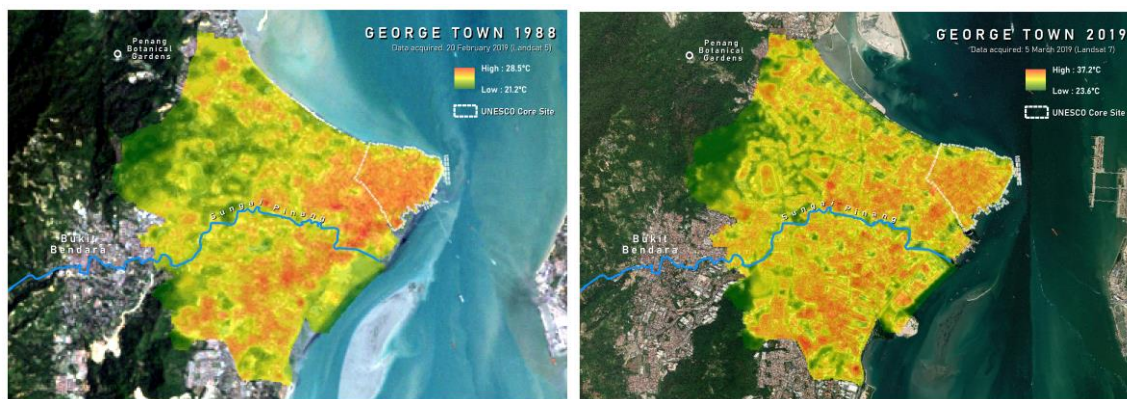 GEORGE TOWN 1988
Data acquired: 20 February 2019 (Landsat 5)
Penang
Botanical
Gardens
High : 28.5°C
Low : 21.2°C
UNESCO Core Site
Sungai Pinang
Bukit
Bendara
GEORGE TOWN 2019
Data acquired: 5 March 2019 (Landsat 7)
Penang
Botanical
Gardens
High : 37.2°C
Low : 23.6°C
UNESCO Core Site
Sungai Pinang
Bukit
Bendara